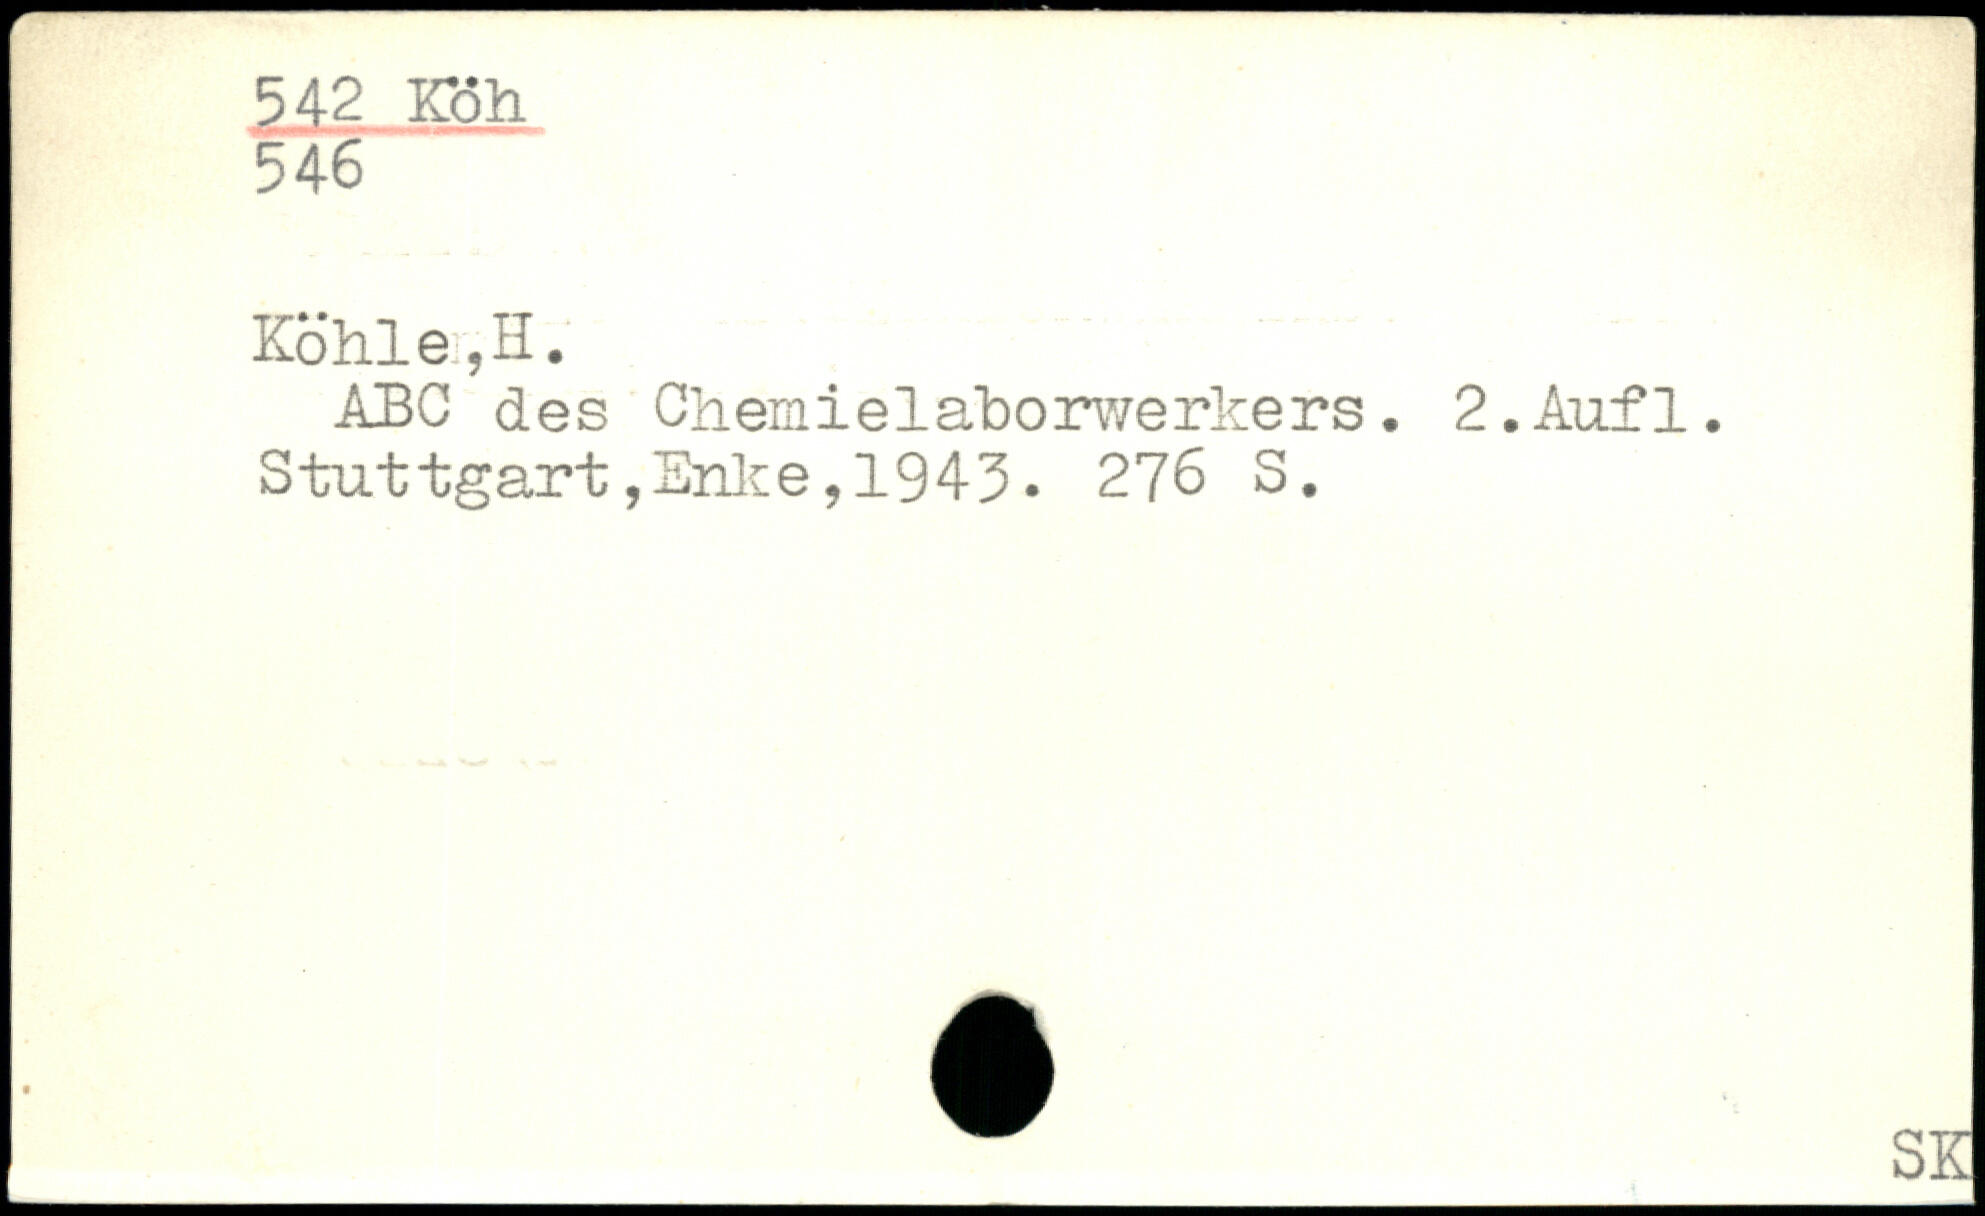 542 Köh
546
Köhler,H.
ABC des Chemielaborwerkers. 2.Aufl.
Stuttgart,Enke,1943. 276 S.
SK